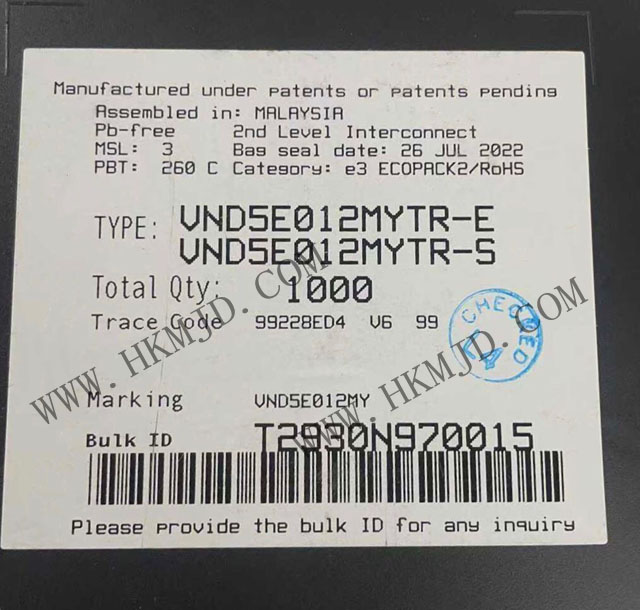 Manufactured under patents or patents pending
Assembled in: MALAYSIA
Pb-free 2nd Level Interconnect
MSL: 3 Bag seal date: 26 JUL 2022
PBT: 260 C Category: e3 ECOPACK2/RoHS
TYPE: VND5E012MYTR-E
VND5E012MYTR-S
Total Qty: 1000
Trace Code 99228ED4 V6 99
CHECKED
4
WWW.HKMJD.COM
WWW.HKMJD.COM
Marking VND5E012MY
Bulk ID T2930N970015
Please provide the bulk ID for any inquiry